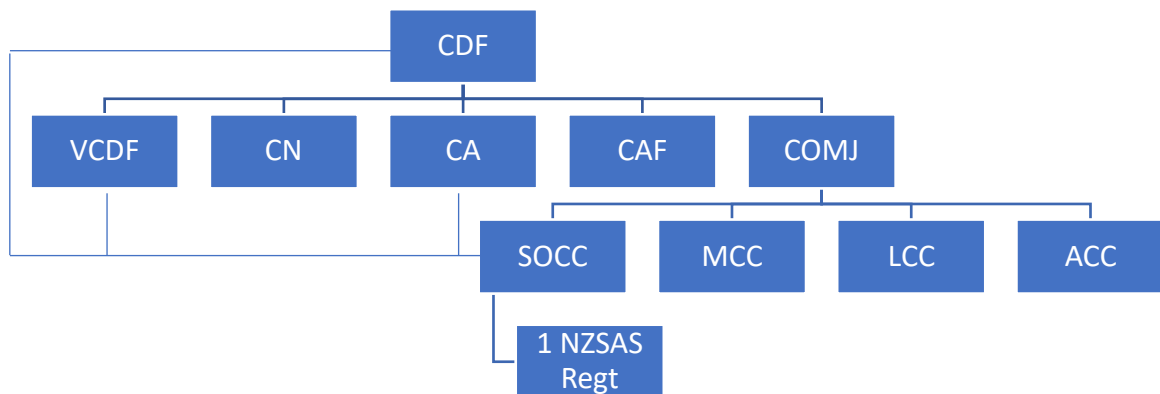 CDF
VCDF
CN
CA
CAF
COMJ
SOCC
MCC
LCC
ACC
1 NZSAS
Regt